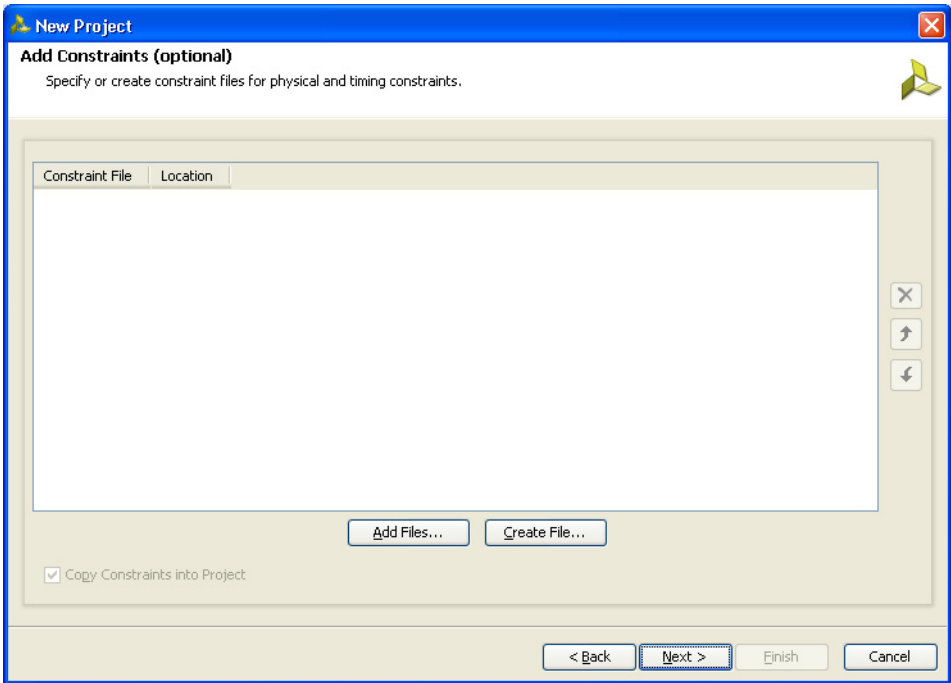 New Project
Add Constraints (optional)
Specify or create constraint files for physical and timing constraints.
Constraint File Location
Add Files... Create File...
Copy Constraints into Project
< Back Next > Finish Cancel